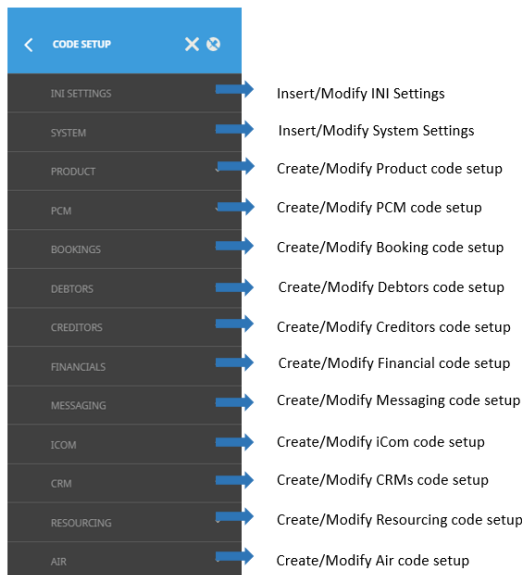 CODE SETUP
INI SETTINGS Insert/Modify INI Settings
SYSTEM Insert/Modify System Settings
PRODUCT Create/Modify Product code setup
PCM Create/Modify PCM code setup
BOOKINGS Create/Modify Booking code setup
DEBTORS Create/Modify Debtors code setup
CREDITORS Create/Modify Creditors code setup
FINANCIALS Create/Modify Financial code setup
MESSAGING Create/Modify Messaging code setup
ICOM Create/Modify iCom code setup
CRM Create/Modify CRMs code setup
RESOURCING Create/Modify Resourcing code setup
AIR Create/Modify Air code setup